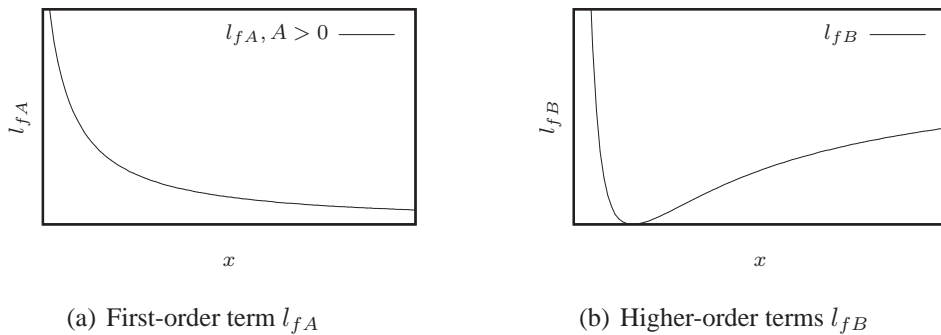 l_{fA}, A > 0
l_{fA}
x
(a) First-order term l_{fA}
l_{fB}
l_{fB}
x
(b) Higher-order terms l_{fB}